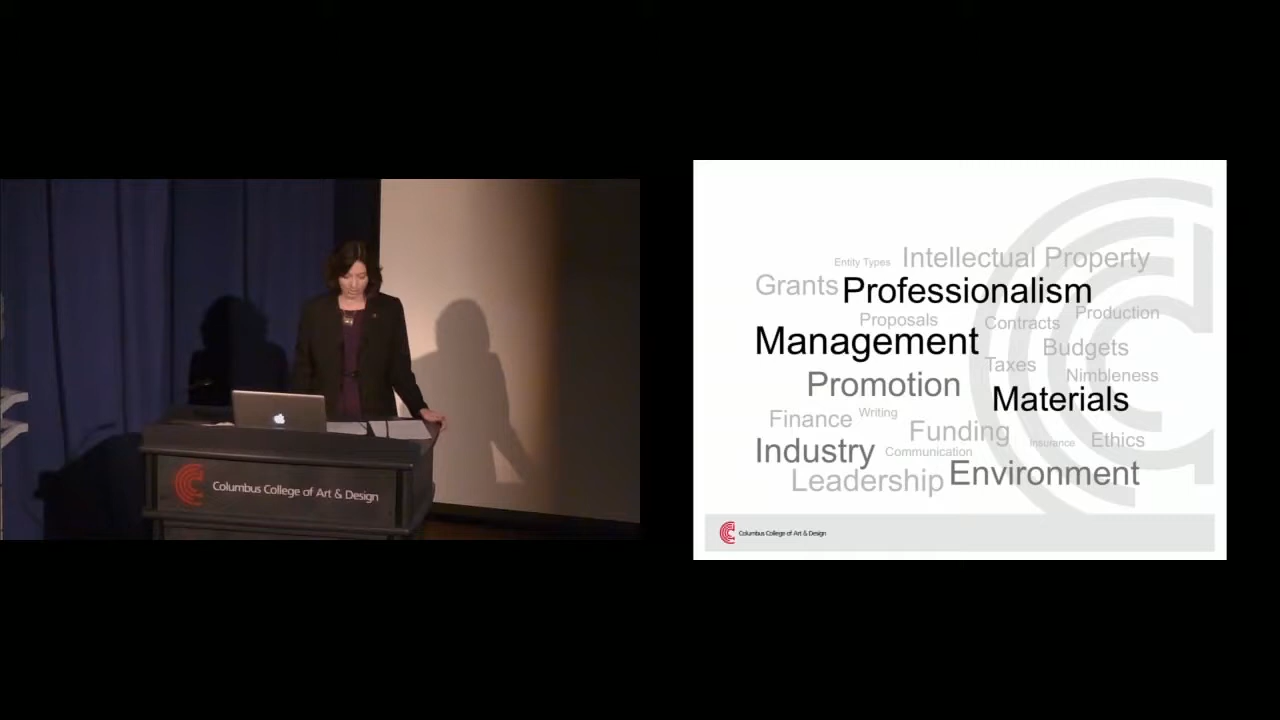 Columbus College of Art & Design
Entity Types
Intellectual Property
Grants
Professionalism
Proposals
Contracts
Production
Management
Budgets
Taxes
Nimbleness
Promotion
Materials
Finance
Writing
Funding
Insurance
Ethics
Industry
Communication
Leadership
Environment
Columbus College of Art & Design